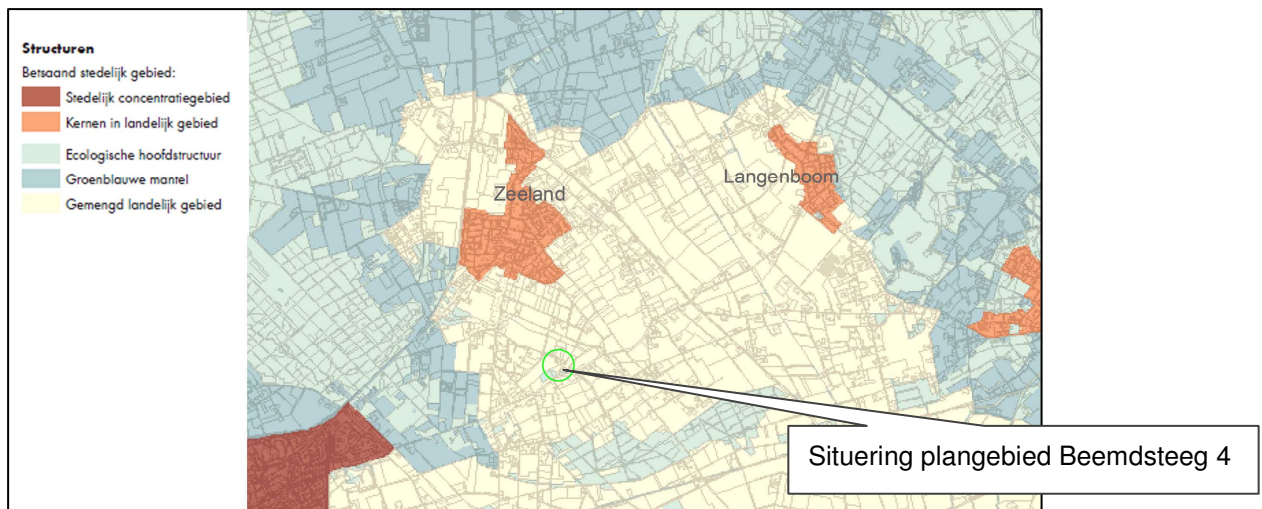 Structuren
Betsaand stedelijk gebied:
Stedelijk concentratiegebied
Kernen in landelijk gebied
Ecologische hoofdstructuur
Groenblauwe mantel
Gemengd landelijk gebied
Zeeland
Langenboom
Situering plangebied Beemdsteeg 4